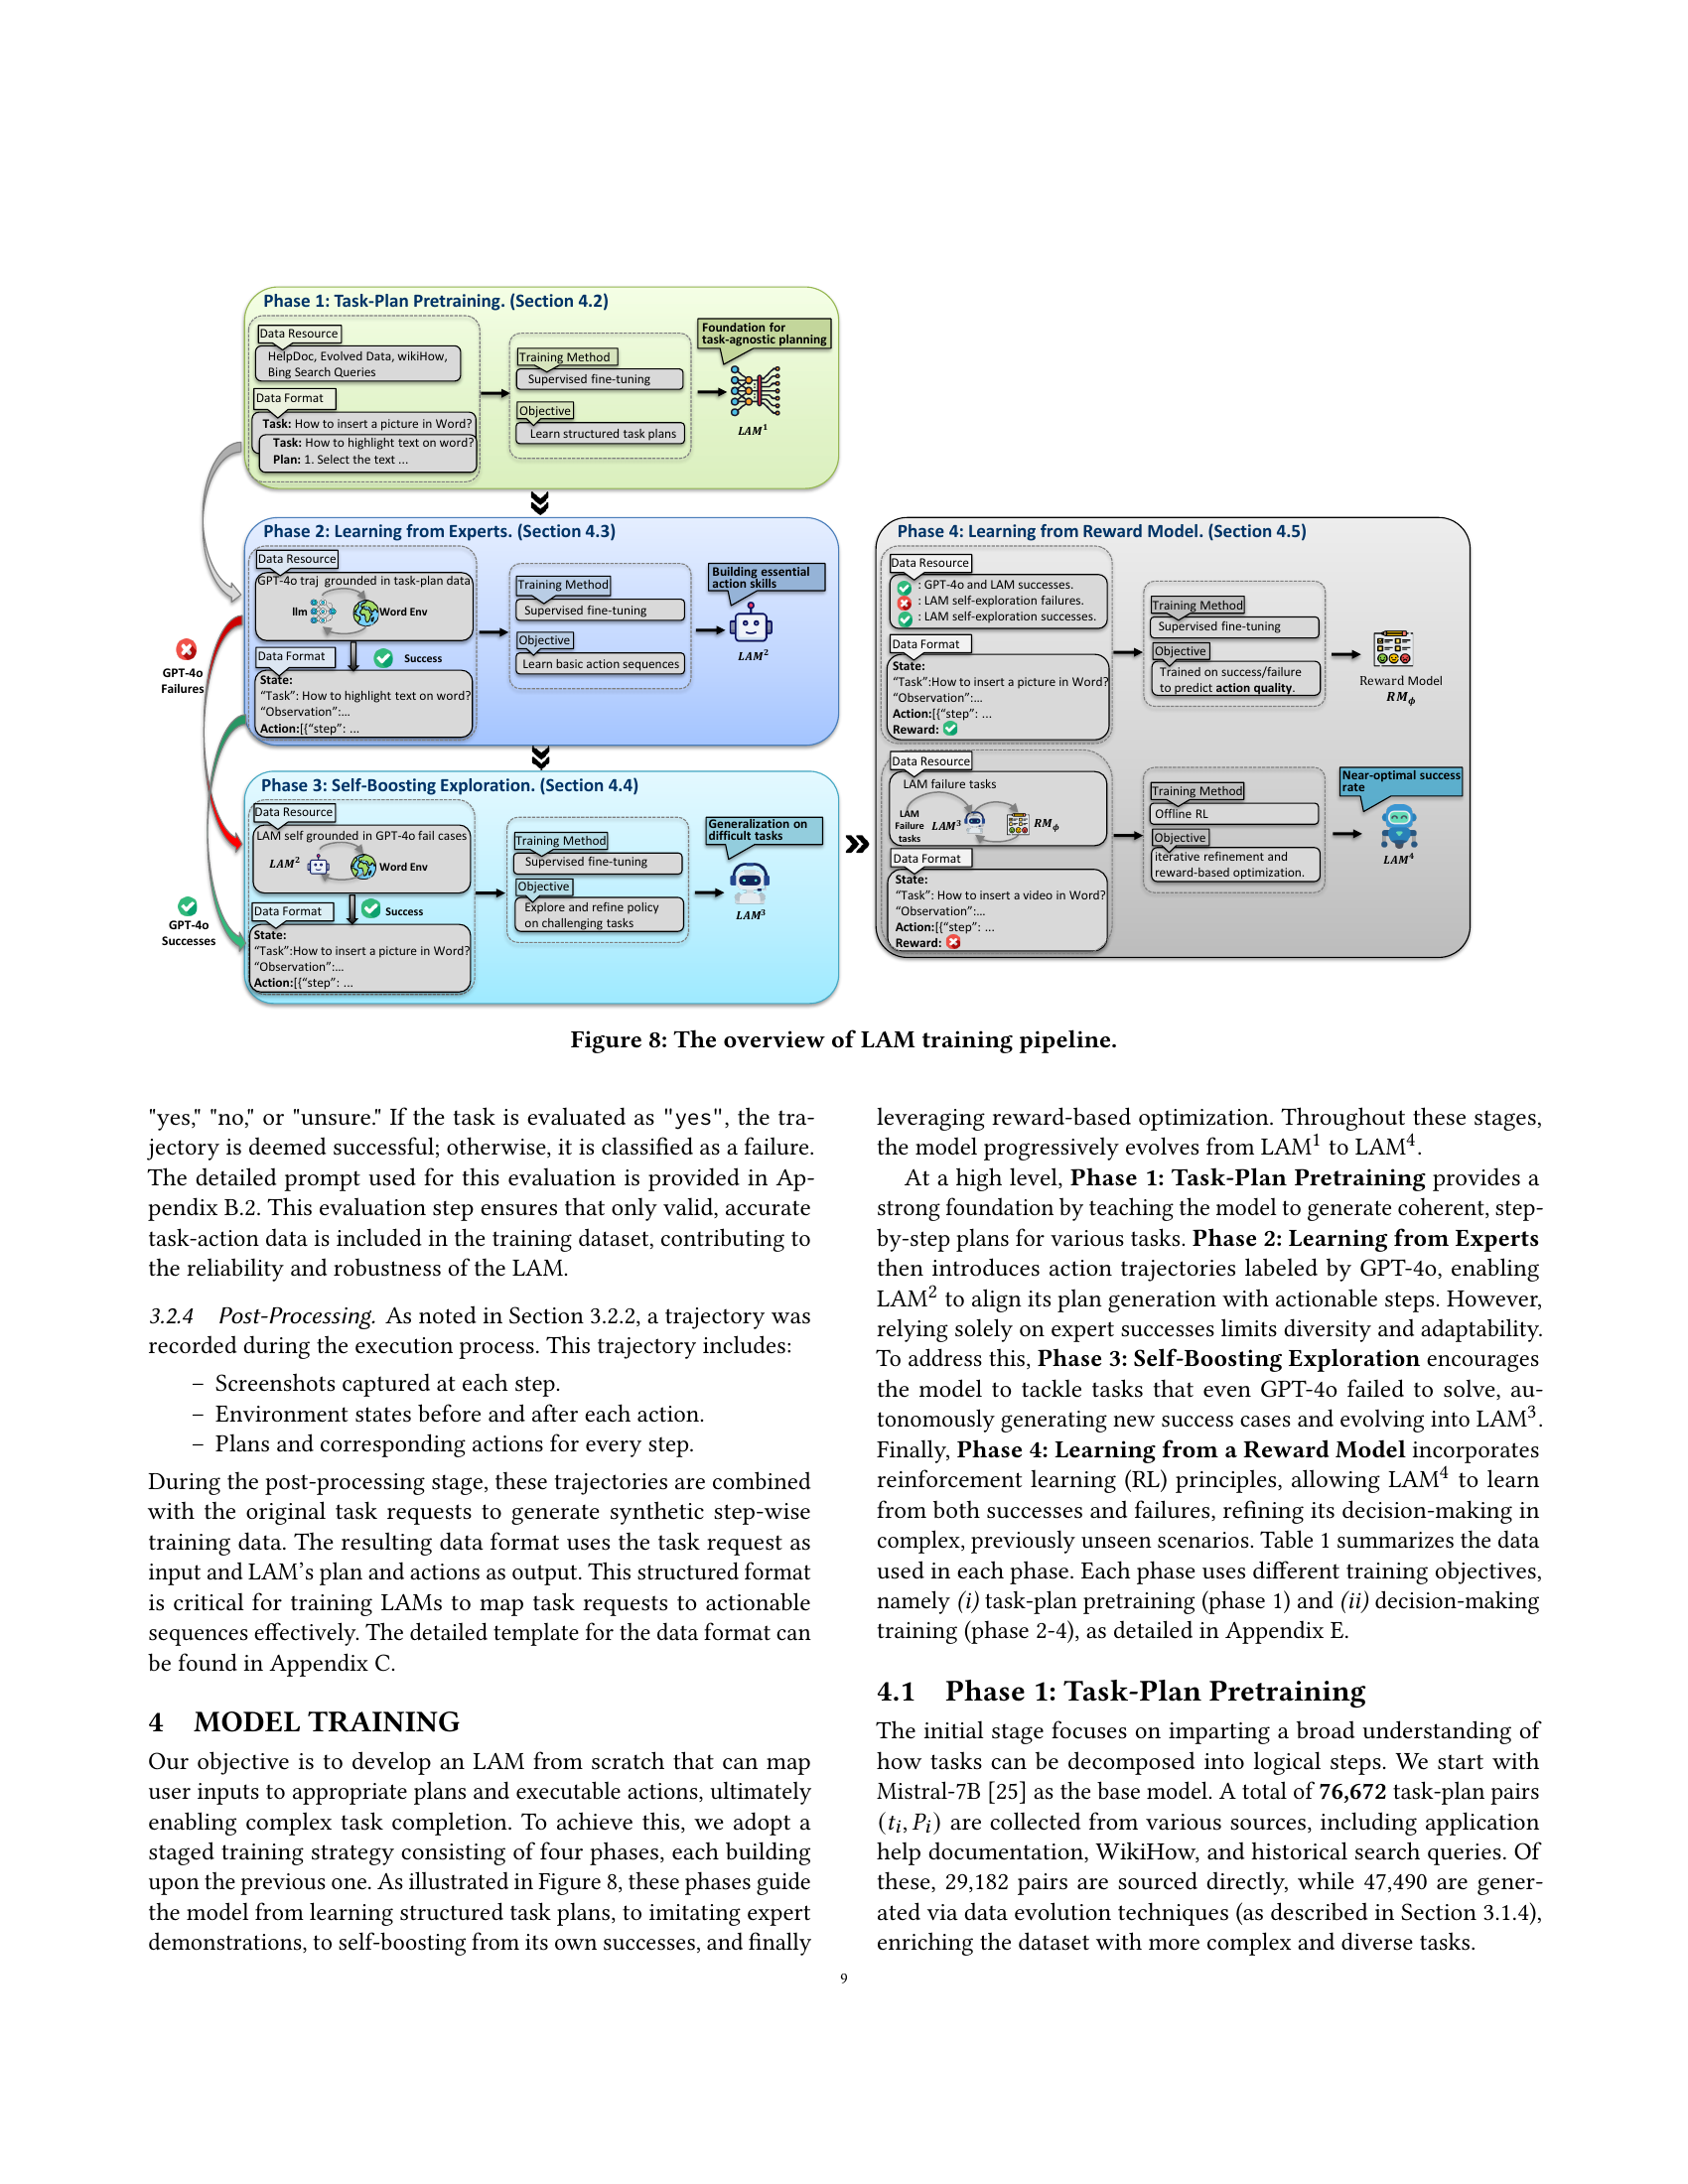 Phase 1: Task-Plan Pretraining. (Section 4.2)
Data Resource
HelpDoc, Evolved Data, wikiHow,
Bing Search Queries
Data Format
Task: How to insert a picture in Word?
Task: How to highlight text on word?
Plan: 1. Select the text ...
Training Method
Supervised fine-tuning
Objective
Learn structured task plans
Foundation for
task-agnostic planning
LAM¹
Phase 2: Learning from Experts. (Section 4.3)
Data Resource
GPT-4o traj grounded in task-plan data
llm
Word Env
Data Format
Success
State:
“Task”: How to highlight text on word?
“Observation”:...
Action:[{“step”: ...
Training Method
Supervised fine-tuning
Objective
Learn basic action sequences
Building essential
action skills
LAM²
GPT-4o
Failures
GPT-4o
Successes
Phase 3: Self-Boosting Exploration. (Section 4.4)
Data Resource
LAM self grounded in GPT-4o fail cases
LAM²
Word Env
Data Format
Success
State:
“Task”:How to insert a picture in Word?
“Observation”:...
Action:[{“step”: ...
Training Method
Supervised fine-tuning
Objective
Explore and refine policy
on challenging tasks
Generalization on
difficult tasks
LAM³
Phase 4: Learning from Reward Model. (Section 4.5)
Data Resource
: GPT-4o and LAM successes.
: LAM self-exploration failures.
: LAM self-exploration successes.
Data Format
State:
“Task”:How to insert a picture in Word?
“Observation”:...
Action:[{“step”: ...
Reward:
Training Method
Supervised fine-tuning
Objective
Trained on success/failure
to predict action quality.
Reward Model
RMϕ
Data Resource
LAM failure tasks
LAM
Failure
tasks
LAM³
RMϕ
Data Format
State:
“Task”: How to insert a video in Word?
“Observation”:...
Action:[{“step”: ...
Reward:
Training Method
Offline RL
Objective
iterative refinement and
reward-based optimization.
Near-optimal success
rate
LAM⁴
Figure 8: The overview of LAM training pipeline.
"yes," "no," or "unsure." If the task is evaluated as "yes", the tra-
jectory is deemed successful; otherwise, it is classified as a failure.
The detailed prompt used for this evaluation is provided in Ap-
pendix B.2. This evaluation step ensures that only valid, accurate
task-action data is included in the training dataset, contributing to
the reliability and robustness of the LAM.
3.2.4 Post-Processing. As noted in Section 3.2.2, a trajectory was
recorded during the execution process. This trajectory includes:
– Screenshots captured at each step.
– Environment states before and after each action.
– Plans and corresponding actions for every step.
During the post-processing stage, these trajectories are combined
with the original task requests to generate synthetic step-wise
training data. The resulting data format uses the task request as
input and LAM’s plan and actions as output. This structured format
is critical for training LAMs to map task requests to actionable
sequences effectively. The detailed template for the data format can
be found in Appendix C.
4 MODEL TRAINING
Our objective is to develop an LAM from scratch that can map
user inputs to appropriate plans and executable actions, ultimately
enabling complex task completion. To achieve this, we adopt a
staged training strategy consisting of four phases, each building
upon the previous one. As illustrated in Figure 8, these phases guide
the model from learning structured task plans, to imitating expert
demonstrations, to self-boosting from its own successes, and finally
leveraging reward-based optimization. Throughout these stages,
the model progressively evolves from LAM¹ to LAM⁴.
At a high level, Phase 1: Task-Plan Pretraining provides a
strong foundation by teaching the model to generate coherent, step-
by-step plans for various tasks. Phase 2: Learning from Experts
then introduces action trajectories labeled by GPT-4o, enabling
LAM² to align its plan generation with actionable steps. However,
relying solely on expert successes limits diversity and adaptability.
To address this, Phase 3: Self-Boosting Exploration encourages
the model to tackle tasks that even GPT-4o failed to solve, au-
tonomously generating new success cases and evolving into LAM³.
Finally, Phase 4: Learning from a Reward Model incorporates
reinforcement learning (RL) principles, allowing LAM⁴ to learn
from both successes and failures, refining its decision-making in
complex, previously unseen scenarios. Table 1 summarizes the data
used in each phase. Each phase uses different training objectives,
namely (i) task-plan pretraining (phase 1) and (ii) decision-making
training (phase 2-4), as detailed in Appendix E.
4.1 Phase 1: Task-Plan Pretraining
The initial stage focuses on imparting a broad understanding of
how tasks can be decomposed into logical steps. We start with
Mistral-7B [25] as the base model. A total of 76,672 task-plan pairs
(tᵢ, Pᵢ) are collected from various sources, including application
help documentation, WikiHow, and historical search queries. Of
these, 29,182 pairs are sourced directly, while 47,490 are gener-
ated via data evolution techniques (as described in Section 3.1.4),
enriching the dataset with more complex and diverse tasks.
9